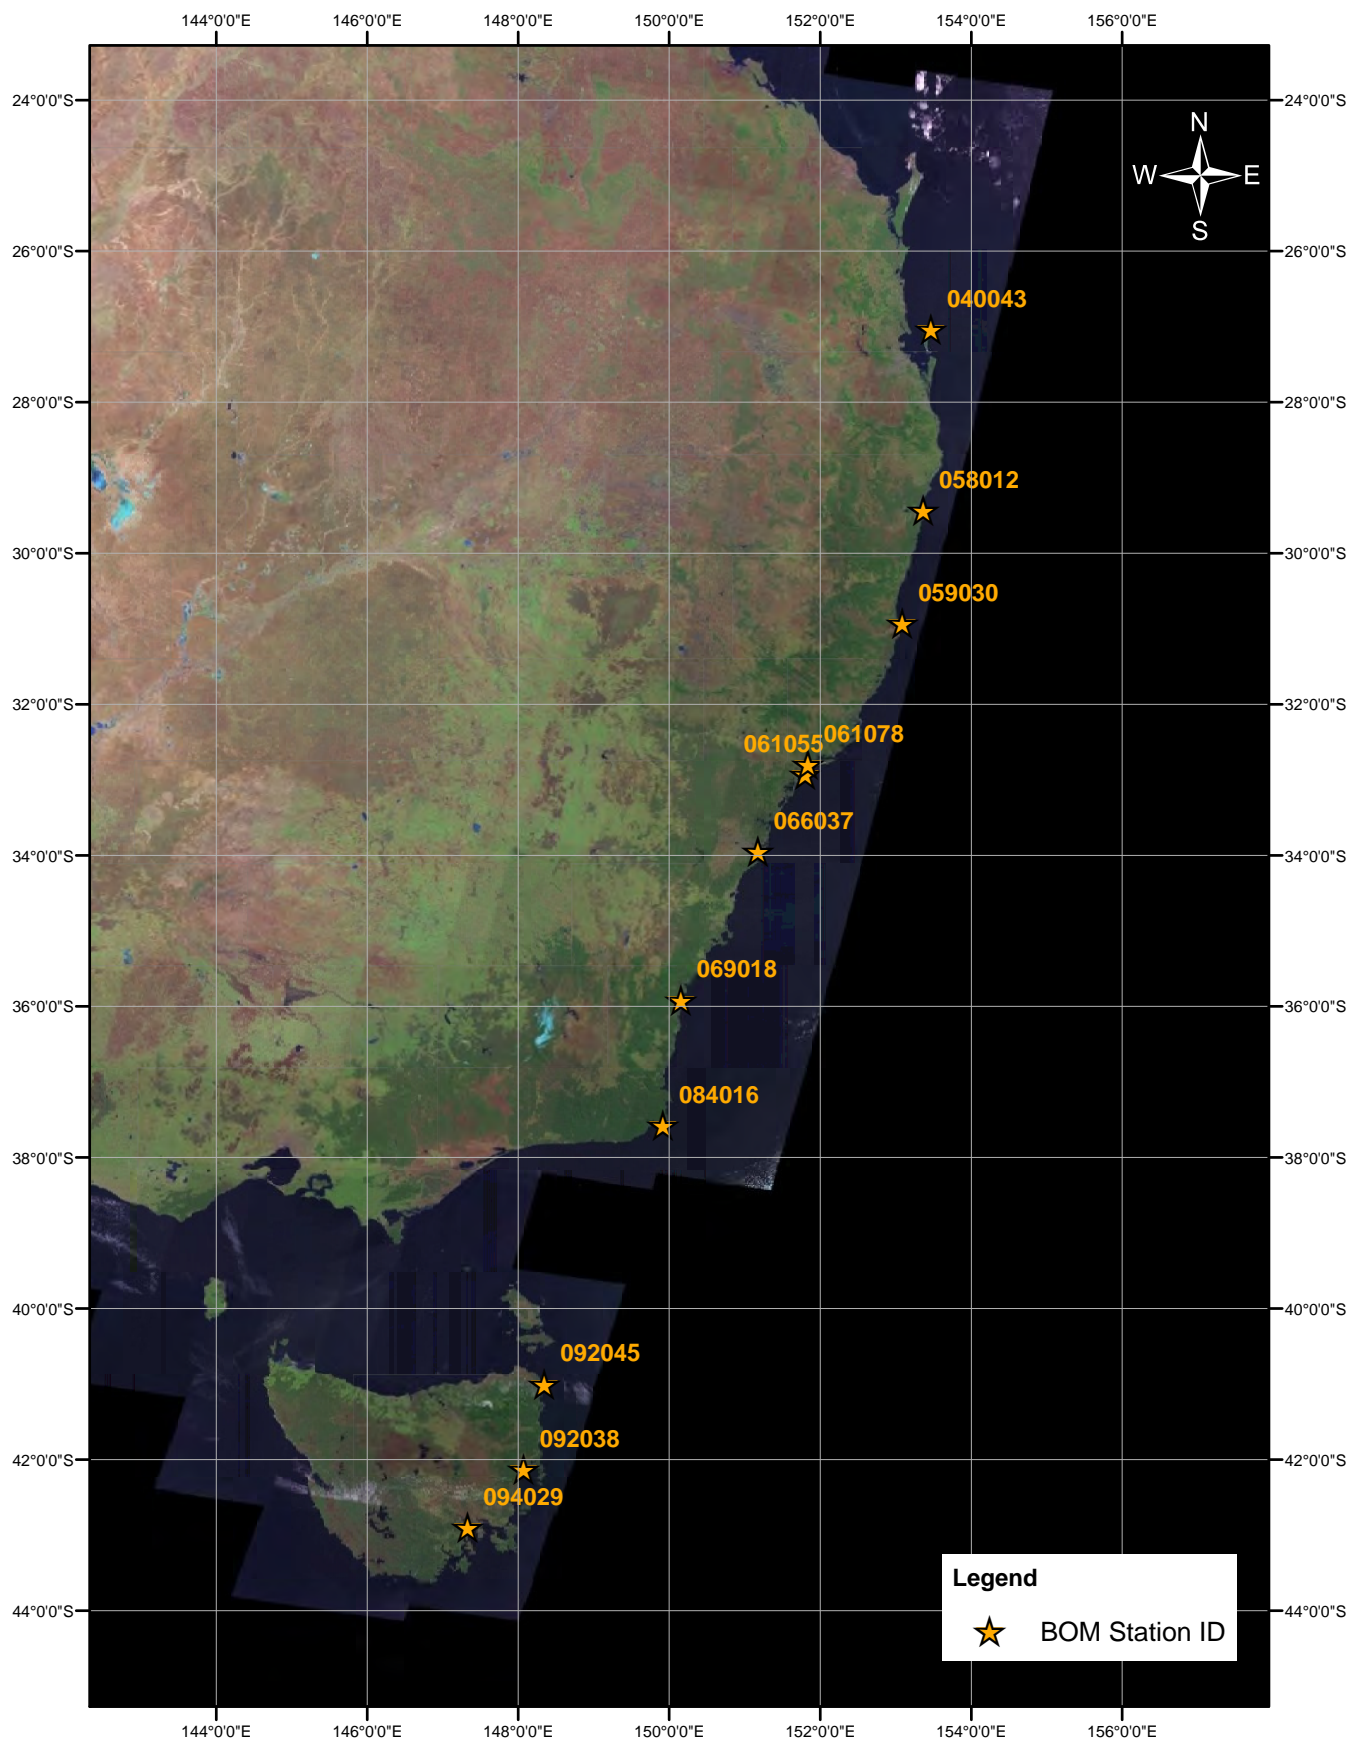 144°0'0"E
146°0'0"E
148°0'0"E
150°0'0"E
152°0'0"E
154°0'0"E
156°0'0"E
24°0'0"S
24°0'0"S
N
W
E
S
26°0'0"S
26°0'0"S
040043
28°0'0"S
28°0'0"S
058012
30°0'0"S
30°0'0"S
059030
32°0'0"S
32°0'0"S
061078
061055
066037
34°0'0"S
34°0'0"S
069018
36°0'0"S
36°0'0"S
084016
38°0'0"S
38°0'0"S
40°0'0"S
40°0'0"S
092045
092038
42°0'0"S
42°0'0"S
094029
Legend
44°0'0"S
44°0'0"S
BOM Station ID
144°0'0"E
146°0'0"E
148°0'0"E
150°0'0"E
152°0'0"E
154°0'0"E
156°0'0"E